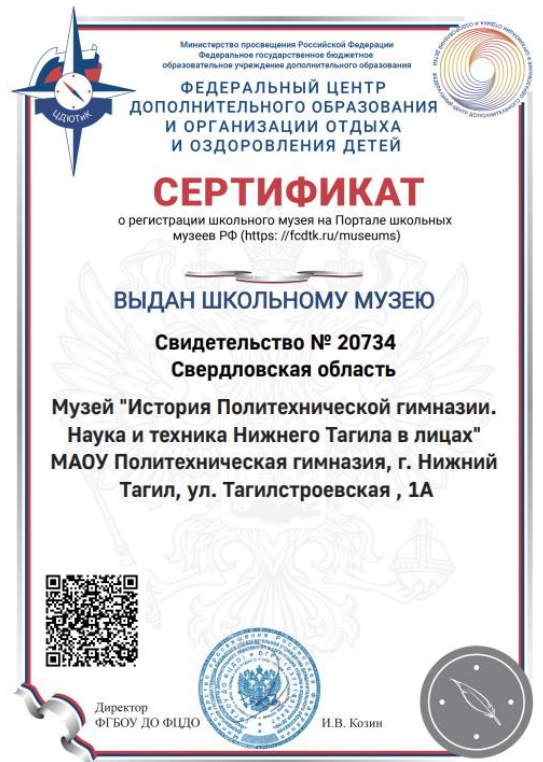 Министерство просвещения Российской Федерации
Федеральное государственное бюджетное
образовательное учреждение дополнительного образования
ФЕДЕРАЛЬНЫЙ ЦЕНТР
ДОПОЛНИТЕЛЬНОГО ОБРАЗОВАНИЯ
И ОРГАНИЗАЦИИ ОТДЫХА
И ОЗДОРОВЛЕНИЯ ДЕТЕЙ
ЦДЮТиК
СЕРТИФИКАТ
о регистрации школьного музея на Портале школьных
музеев РФ (https: //fcdtk.ru/museums)
ВЫДАН ШКОЛЬНОМУ МУЗЕЮ
Свидетельство № 20734
Свердловская область
Музей "История Политехнической гимназии.
Наука и техника Нижнего Тагила в лицах"
МАОУ Политехническая гимназия, г. Нижний
Тагил, ул. Тагилстроевская , 1А
Директор
ФГБОУ ДО ФЦДО
И.В. Козин